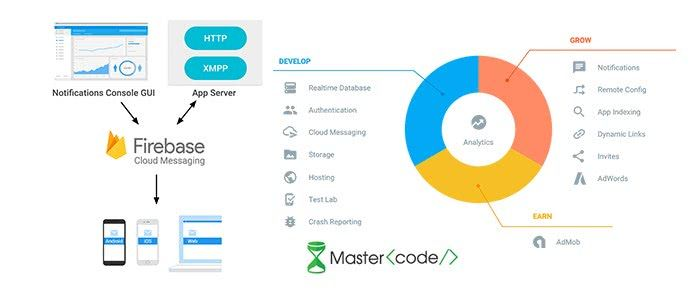 HTTP
XMPP
Notifications Console GUI
App Server
Firebase
Cloud Messaging
Android
iOS
Web
DEVELOP
Realtime Database
Authentication
Cloud Messaging
Storage
Hosting
Test Lab
Crash Reporting
Analytics
GROW
Notifications
Remote Config
App Indexing
Dynamic Links
Invites
AdWords
EARN
AdMob
Master<code/>